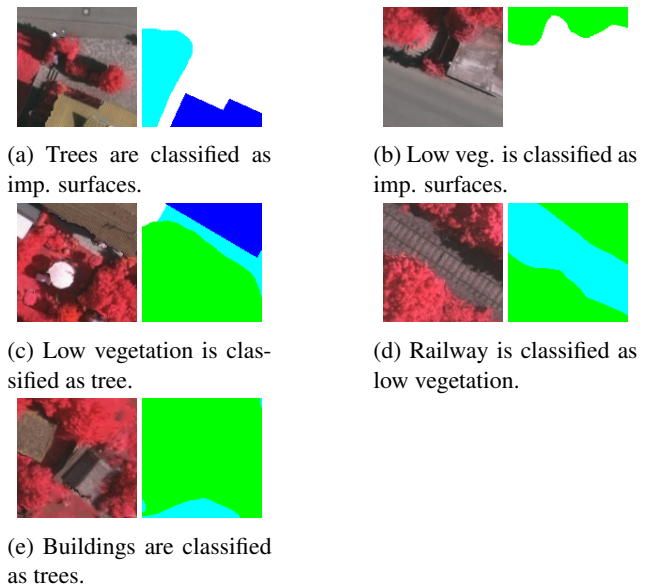 (a) Trees are classified as
imp. surfaces.
(b) Low veg. is classified as
imp. surfaces.
(c) Low vegetation is clas-
sified as tree.
(d) Railway is classified as
low vegetation.
(e) Buildings are classified
as trees.